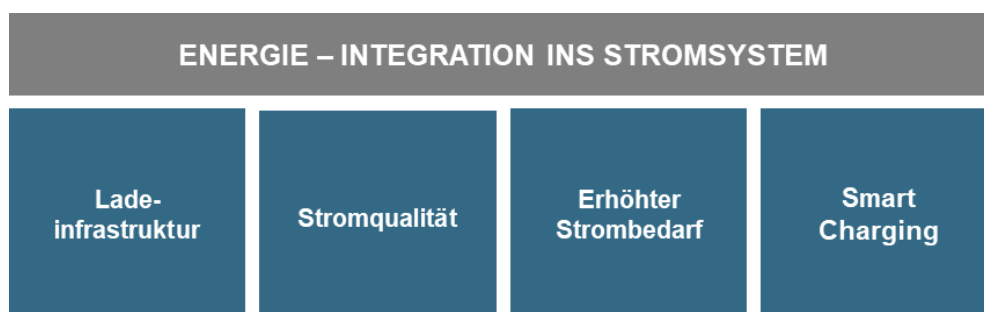 ENERGIE – INTEGRATION INS STROMSYSTEM
Lade-
infrastruktur
Stromqualität
Erhöhter
Strombedarf
Smart
Charging